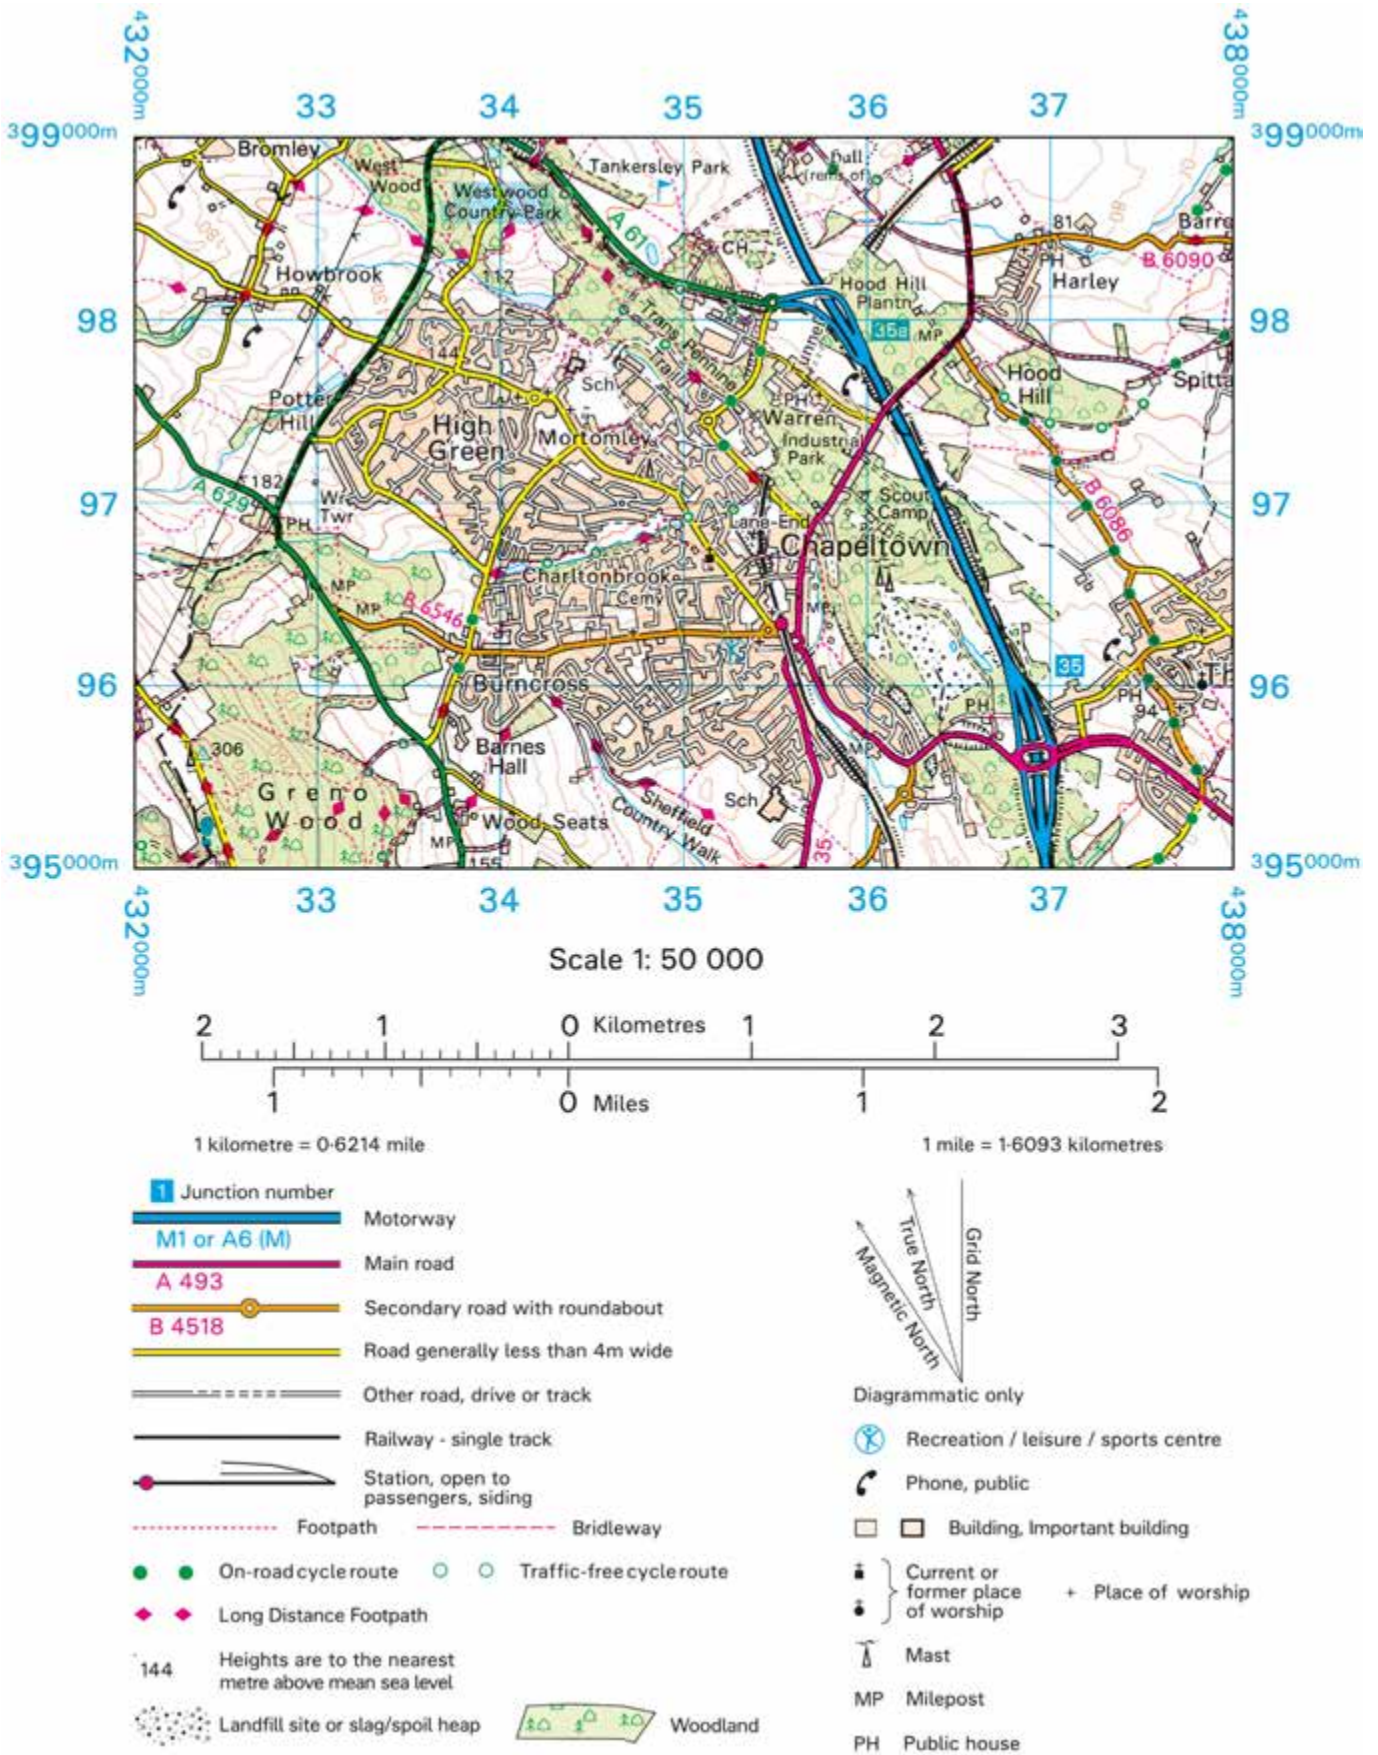 432000m
33
34
35
36
37
438000m
399000m
399000m
Bromley
West
Wood
Westwood
Country Park
Tankersley Park
Hall
(rems of)
180
80
A 61
CH
81
PH
Harley
Barro
B 6090
Howbrook
112
Hood Hill
Plantn
98
98
35a
MP
Trans Pennine
Trail
Tunnel
144
Sch
Hood
Hill
Spitta
Potter
Hill
High
Green
Mortomley
PH
Warren
Industrial
Park
A 629
182
97
97
PH
Wr
Twr
Lane-End
Scout
Camp
B 6086
Chapeltown
MP
MP
B 6546
Charltonbrook
Cemy
MP
96
96
35
Burncross
PH
PH
94
Th
306
Barnes
Hall
MP
Greno
Wood
Sch
Sheffield
Country Walk
Wood Seats
MP
155
35
395000m
395000m
432000m
33
34
35
36
37
438000m
Scale 1: 50 000
2 1 0 Kilometres 1 2 3
1 0 Miles 1 2
1 kilometre = 0·6214 mile
1 mile = 1·6093 kilometres
1 Junction number
Motorway
M1 or A6 (M)
Main road
A 493
Secondary road with roundabout
B 4518
Road generally less than 4m wide
Other road, drive or track
Railway - single track
Station, open to
passengers, siding
Footpath
Bridleway
On-road cycle route
Traffic-free cycle route
Long Distance Footpath
144
Heights are to the nearest
metre above mean sea level
Landfill site or slag/spoil heap
Woodland
Magnetic North
True North
Grid North
Diagrammatic only
Recreation / leisure / sports centre
Phone, public
Building, Important building
Current or
former place
of worship
+ Place of worship
Mast
MP Milepost
PH Public house